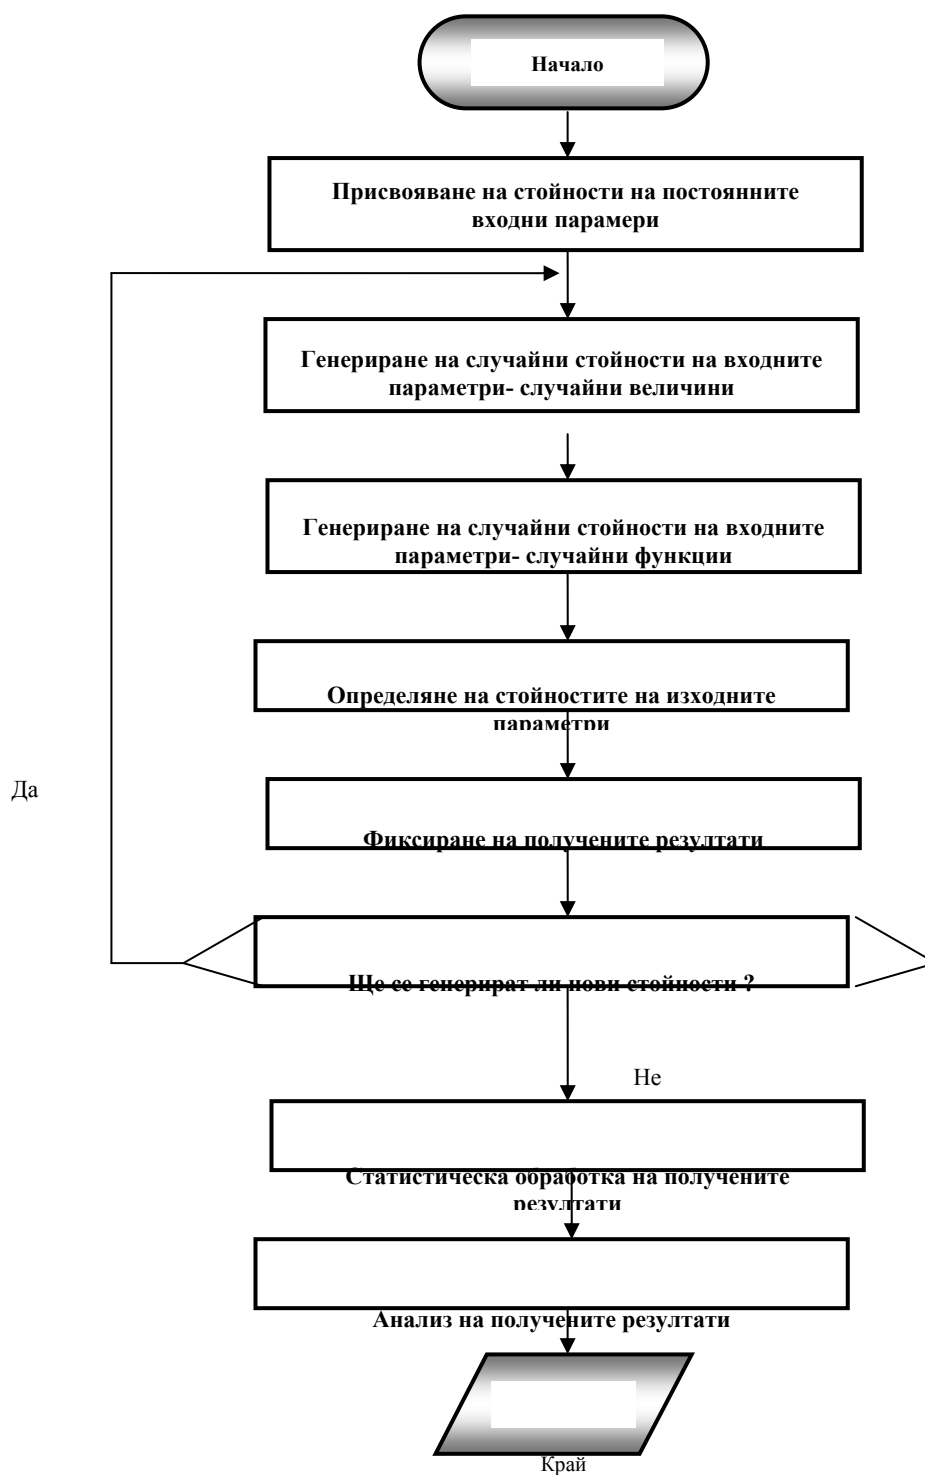 Начало
Присвояване на стойности на постоянните
входни парамери
Генериране на случайни стойности на входните
параметри- случайни величини
Генериране на случайни стойности на входните
параметри- случайни функции
Определяне на стойностите на изходните
параметри
Да
Фиксиране на получените резултати
Ще се генерират ли нови стойности ?
Не
Статистическа обработка на получените
резултати
Анализ на получените резултати
Край